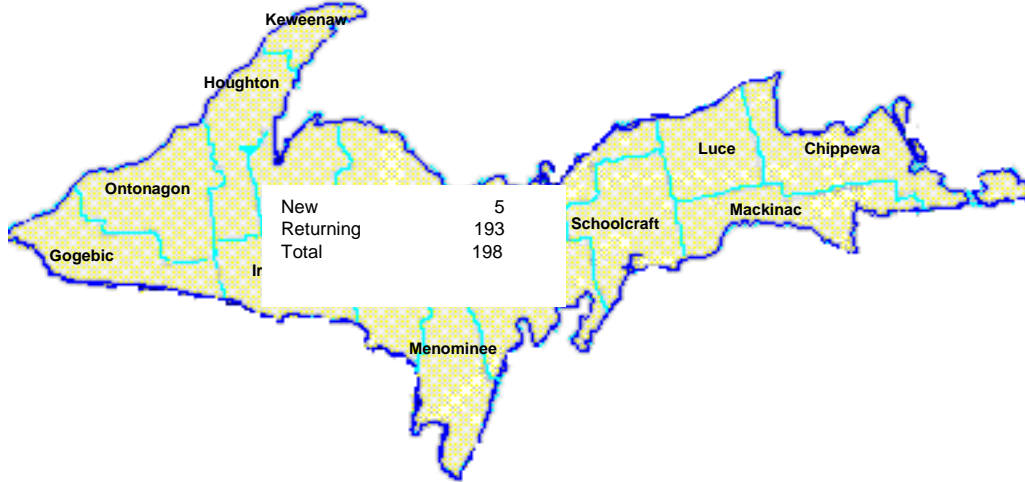 Keweenaw
Houghton
Luce
Chippewa
Ontonagon
Mackinac
Schoolcraft
Gogebic
New 5
Returning 193
Total 198
Menominee